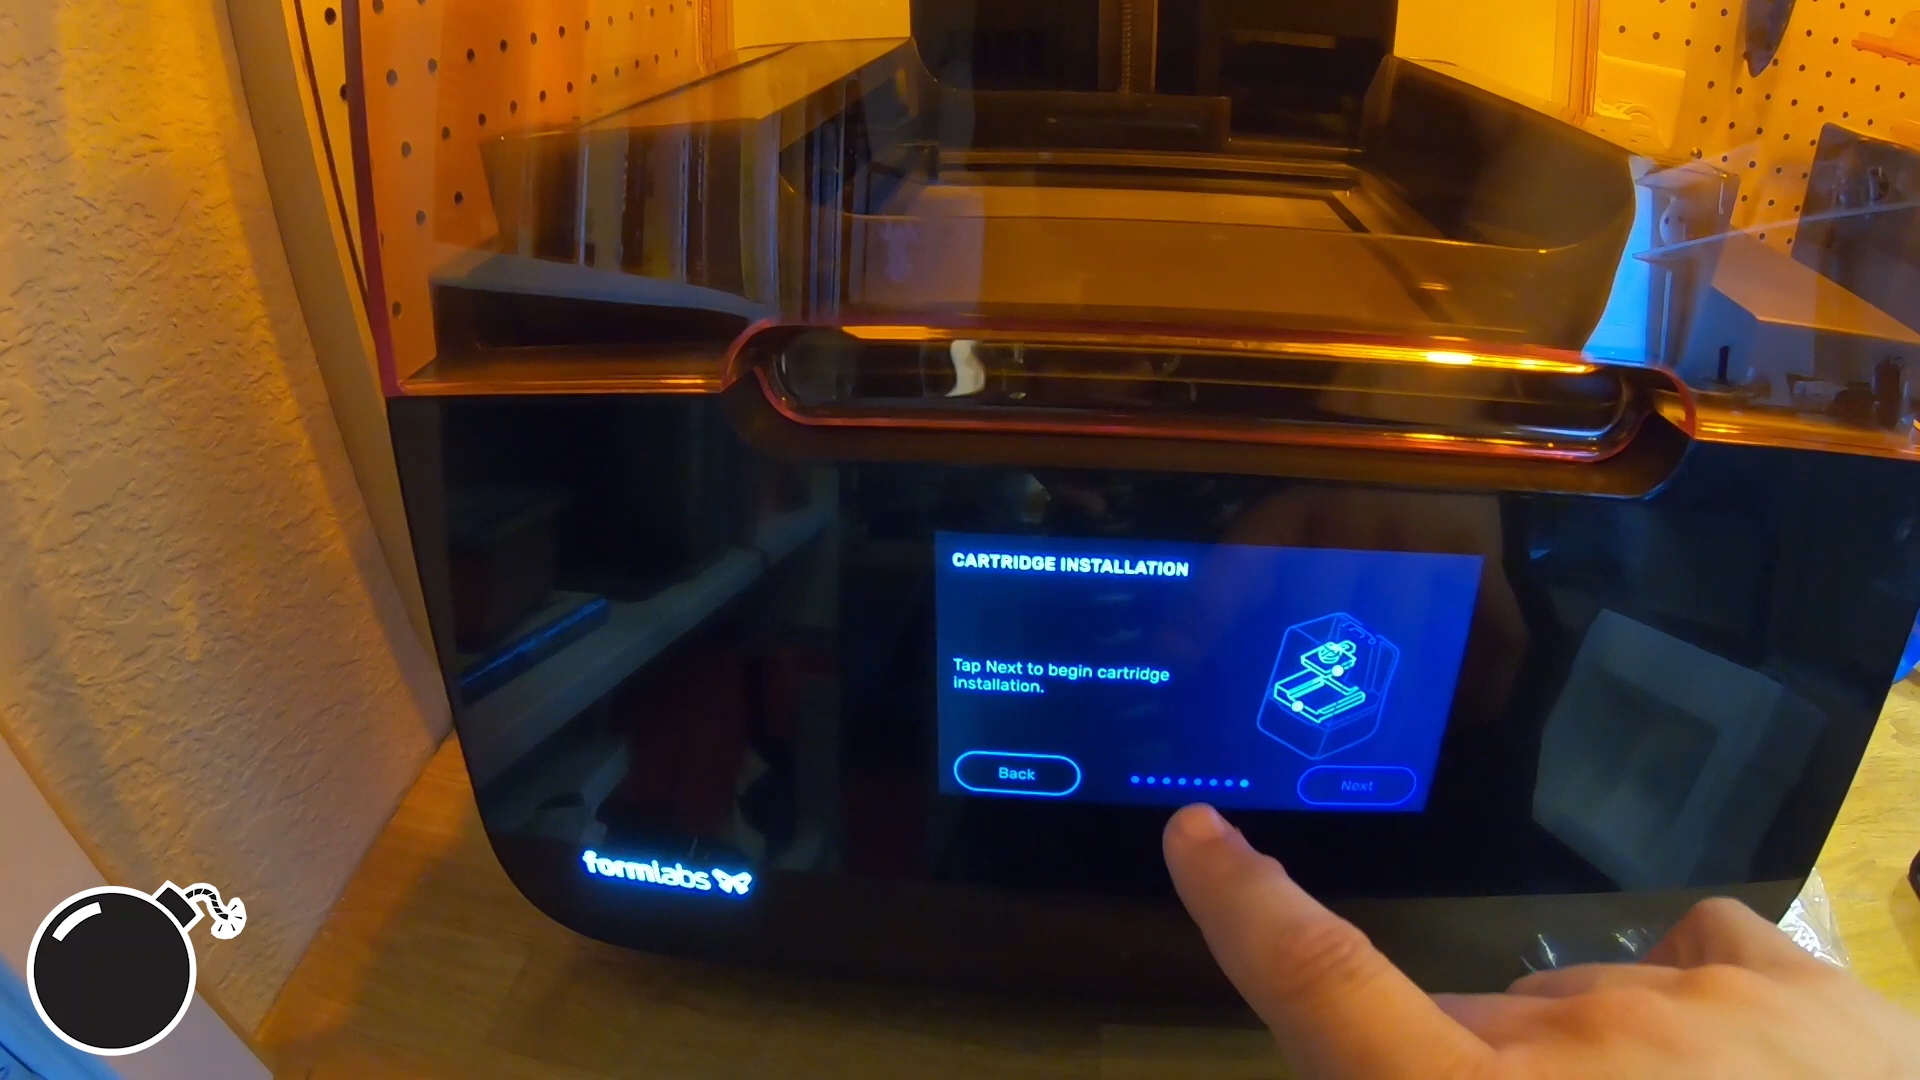 CARTRIDGE INSTALLATION
Tap Next to begin cartridge
installation.
Back
Next
formlabs